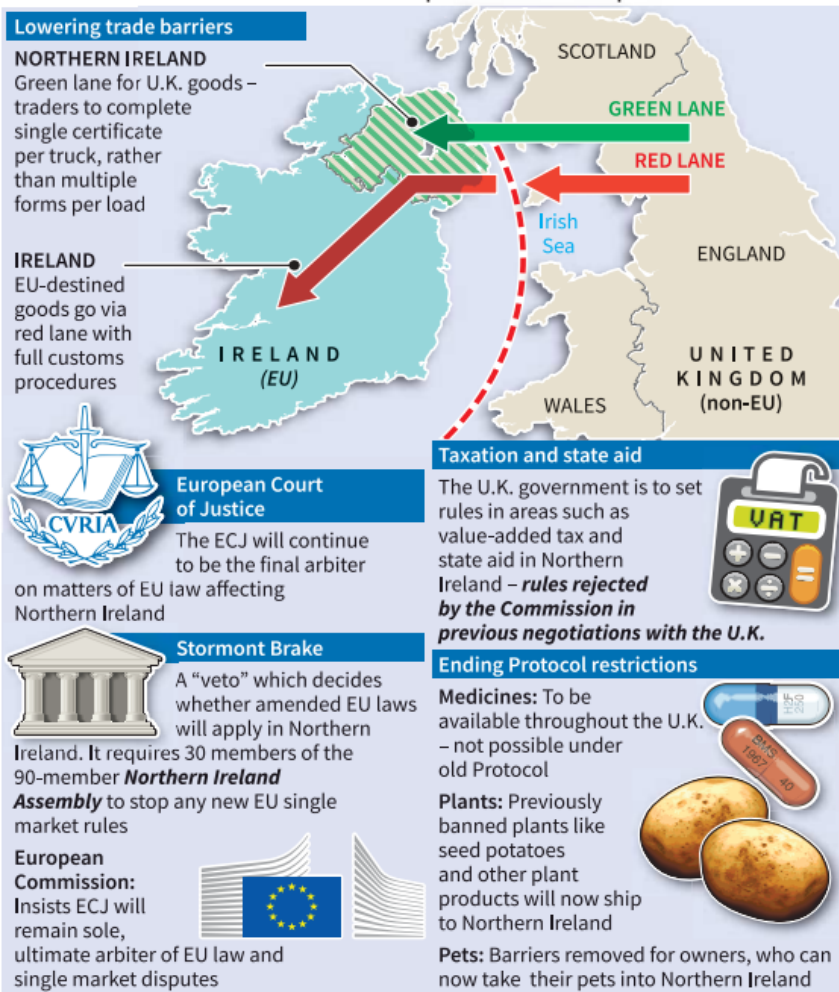 Lowering trade barriers
NORTHERN IRELAND
Green lane for U.K. goods –
traders to complete
single certificate
per truck, rather
than multiple
forms per load
IRELAND
EU-destined
goods go via
red lane with
full customs
procedures
SCOTLAND
GREEN LANE
RED LANE
Irish
Sea
ENGLAND
IRELAND
(EU)
UNITED
KINGDOM
(non-EU)
WALES
CVRIA
European Court
of Justice
The ECJ will continue
to be the final arbiter
on matters of EU law affecting
Northern Ireland
Stormont Brake
A “veto” which decides
whether amended EU laws
will apply in Northern
Ireland. It requires 30 members of the
90-member Northern Ireland
Assembly to stop any new EU single
market rules
European
Commission:
Insists ECJ will
remain sole,
ultimate arbiter of EU law and
single market disputes
Taxation and state aid
The U.K. government is to set
rules in areas such as
value-added tax and
state aid in Northern
Ireland – rules rejected
by the Commission in
previous negotiations with the U.K.
VAT
Ending Protocol restrictions
Medicines: To be
available throughout the U.K.
– not possible under
old Protocol
BMS
1967
40
Plants: Previously
banned plants like
seed potatoes
and other plant
products will now ship
to Northern Ireland
Pets: Barriers removed for owners, who can
now take their pets into Northern Ireland